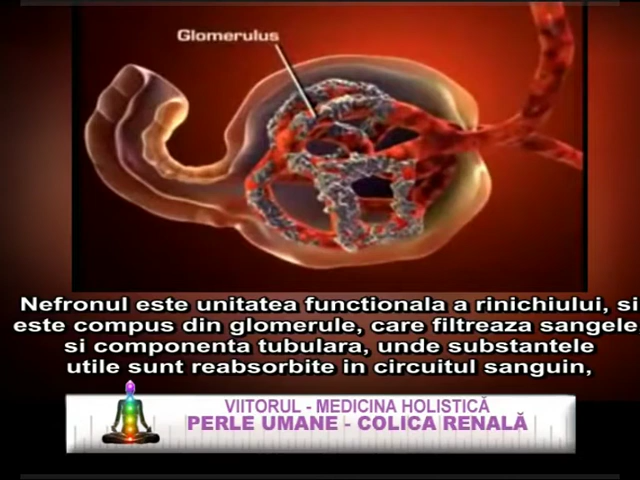 Glomerulus
Nefronul este unitatea functionala a rinichiului, si
este compus din glomerule, care filtreaza sangele
si componenta tubulara, unde substantele
utile sunt reabsorbite in circuitul sanguin,
VIITORUL - MEDICINA HOLISTICĂ
PERLE UMANE - COLICA RENALĂ